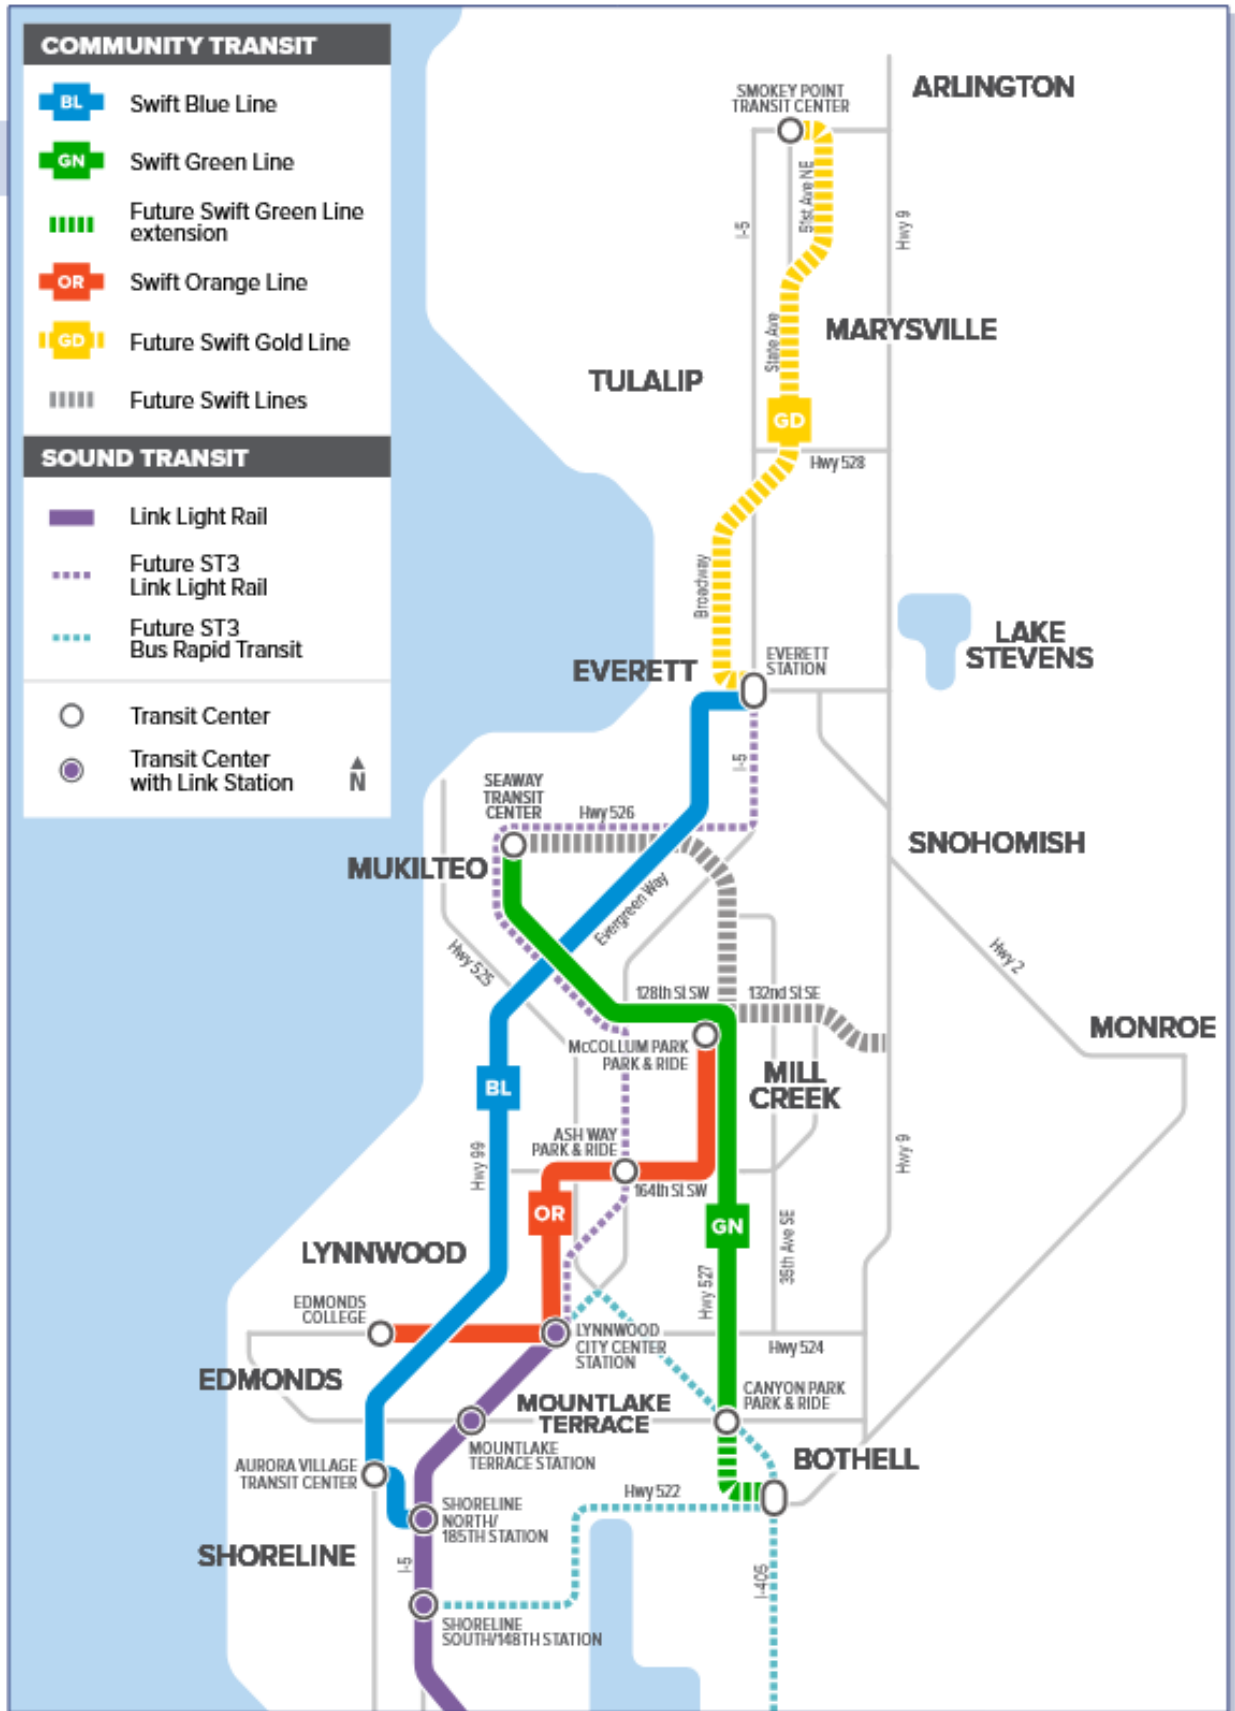 COMMUNITY TRANSIT
BL
Swift Blue Line
GN
Swift Green Line
Future Swift Green Line
extension
OR
Swift Orange Line
GD
Future Swift Gold Line
Future Swift Lines
SOUND TRANSIT
Link Light Rail
Future ST3
Link Light Rail
Future ST3
Bus Rapid Transit
Transit Center
Transit Center
with Link Station
N
ARLINGTON
SMOKEY POINT
TRANSIT CENTER
51st Ave NE
I-5
Hwy 9
MARYSVILLE
State Ave
TULALIP
GD
Hwy 528
Broadway
LAKE
STEVENS
EVERETT
EVERETT
STATION
I-5
SEAWAY
TRANSIT
CENTER
Hwy 526
SNOHOMISH
MUKILTEO
Evergreen Way
Hwy 525
Hwy 2
128th St SW
132nd St SE
MONROE
McCOLLUM PARK
PARK & RIDE
MILL
CREEK
BL
ASH WAY
PARK & RIDE
Hwy 99
Hwy 9
164th St SW
OR
GN
LYNNWOOD
35th Ave SE
Hwy 527
EDMONDS
COLLEGE
LYNNWOOD
CITY CENTER
STATION
Hwy 524
EDMONDS
CANYON PARK
PARK & RIDE
MOUNTLAKE
TERRACE
MOUNTLAKE
TERRACE STATION
BOTHELL
AURORA VILLAGE
TRANSIT CENTER
Hwy 522
SHORELINE
NORTH/
185TH STATION
SHORELINE
I-5
I-405
SHORELINE
SOUTH/148TH STATION